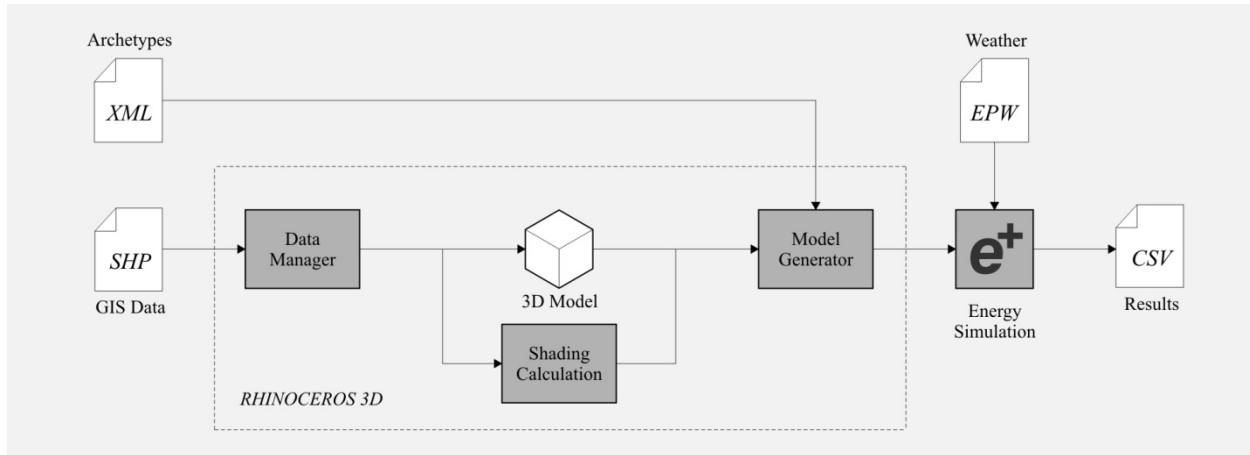 Archetypes
XML
Weather
EPW
SHP
GIS Data
Data
Manager
3D Model
Shading
Calculation
Model
Generator
e+
Energy
Simulation
CSV
Results
RHINOCEROS 3D